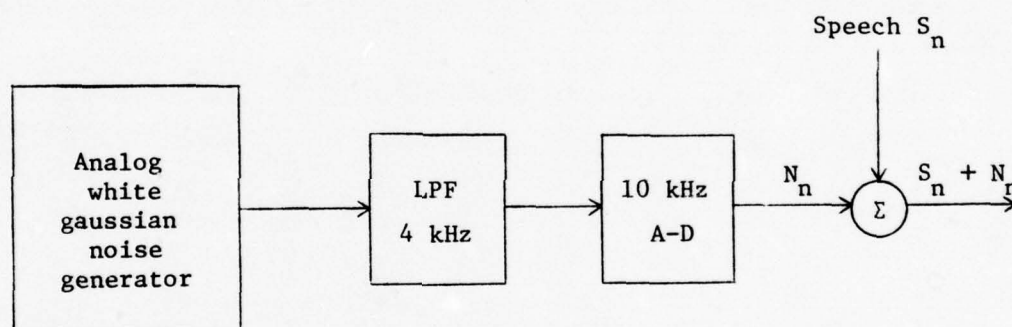 Speech S_n
Analog
white
gaussian
noise
generator
LPF
4 kHz
10 kHz
A-D
N_n
Σ
S_n + N_n